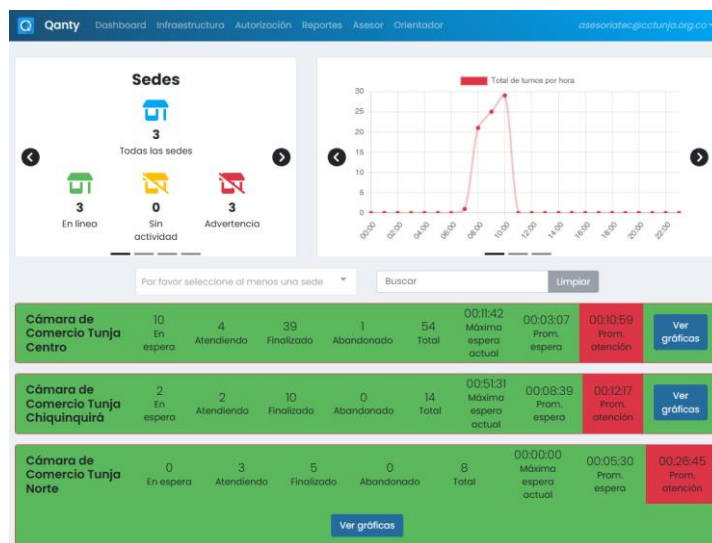 Qanty Dashboard Infraestructura Autorización Reportes Asesor Orientador asesoriatec@cctunja.org.co
Sedes
3
Todas las sedes
3
En linea
0
Sin
actividad
3
Advertencia
Total de turnos por hora
30
25
20
15
10
5
0
00:00 02:00 04:00 06:00 08:00 10:00 12:00 14:00 16:00 18:00 20:00 22:00
Por favor seleccione al menos una sede
Buscar
Limpiar
Cámara de
Comercio Tunja
Centro
10
En
espera
4
Atendiendo
39
Finalizado
1
Abandonado
54
Total
00:11:42
Máxima
espera
actual
00:03:07
Prom.
espera
00:10:59
Prom.
atención
Ver
gráficas
Cámara de
Comercio Tunja
Chiquinquirá
2
En
espera
2
Atendiendo
10
Finalizado
0
Abandonado
14
Total
00:51:31
Máxima
espera
actual
00:08:39
Prom.
espera
00:12:17
Prom.
atención
Ver
gráficas
Cámara de
Comercio Tunja
Norte
0
En espera
3
Atendiendo
5
Finalizado
0
Abandonado
8
Total
00:00:00
Máxima
espera
actual
00:05:30
Prom.
espera
00:26:45
Prom.
atención
Ver gráficas